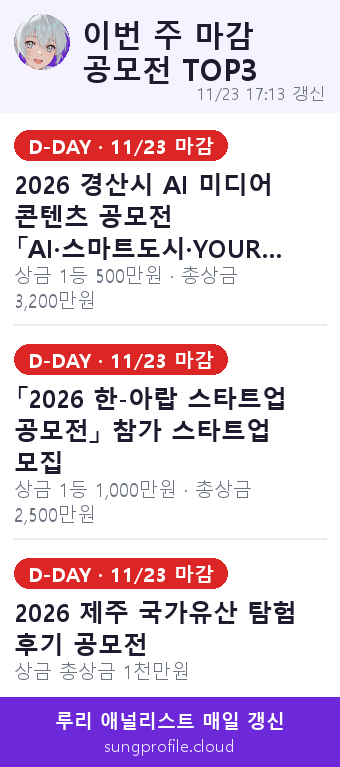 이번 주 마감
공모전 TOP3
11/23 17:13 갱신
D-DAY · 11/23 마감
2026 경산시 AI 미디어
콘텐츠 공모전
「AI·스마트도시·YOUR...
상금 1등 500만원 · 총상금
3,200만원
D-DAY · 11/23 마감
「2026 한-아랍 스타트업
공모전」 참가 스타트업
모집
상금 1등 1,000만원 · 총상금
2,500만원
D-DAY · 11/23 마감
2026 제주 국가유산 탐험
후기 공모전
상금 총상금 1천만원
루리 애널리스트 매일 갱신
sungprofile.cloud